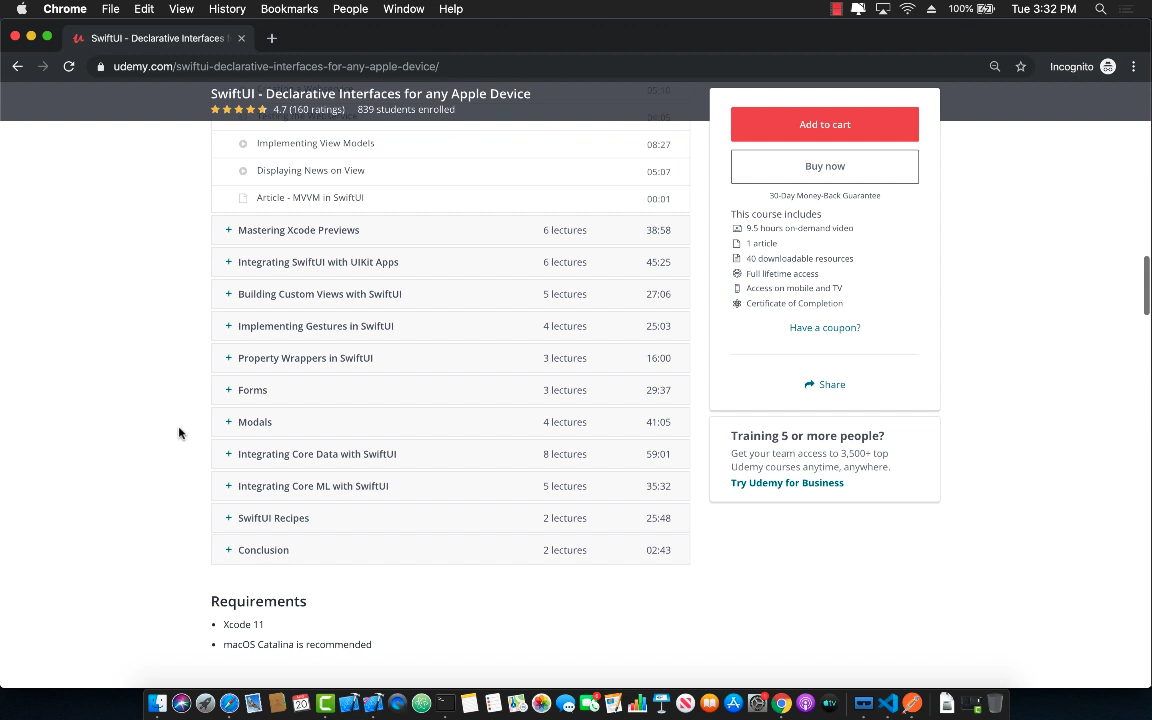 Chrome File Edit View History Bookmarks People Window Help 100% Tue 3:32 PM
SwiftUI - Declarative Interfaces f
udemy.com/swiftui-declarative-interfaces-for-any-apple-device/ Incognito
SwiftUI - Declarative Interfaces for any Apple Device
4.7 (160 ratings) 839 students enrolled
05:10
Implementing View Models 08:27
Displaying News on View 05:07
Article - MVVM in SwiftUI 00:01
+ Mastering Xcode Previews 6 lectures 38:58
+ Integrating SwiftUI with UIKit Apps 6 lectures 45:25
+ Building Custom Views with SwiftUI 5 lectures 27:06
+ Implementing Gestures in SwiftUI 4 lectures 25:03
+ Property Wrappers in SwiftUI 3 lectures 16:00
+ Forms 3 lectures 29:37
+ Modals 4 lectures 41:05
+ Integrating Core Data with SwiftUI 8 lectures 59:01
+ Integrating Core ML with SwiftUI 5 lectures 35:32
+ SwiftUI Recipes 2 lectures 25:48
+ Conclusion 2 lectures 02:43
Requirements
• Xcode 11
• macOS Catalina is recommended
Add to cart
Buy now
30-Day Money-Back Guarantee
This course includes
9.5 hours on-demand video
1 article
40 downloadable resources
Full lifetime access
Access on mobile and TV
Certificate of Completion
Have a coupon?
Share
Training 5 or more people?
Get your team access to 3,500+ top
Udemy courses anytime, anywhere.
Try Udemy for Business